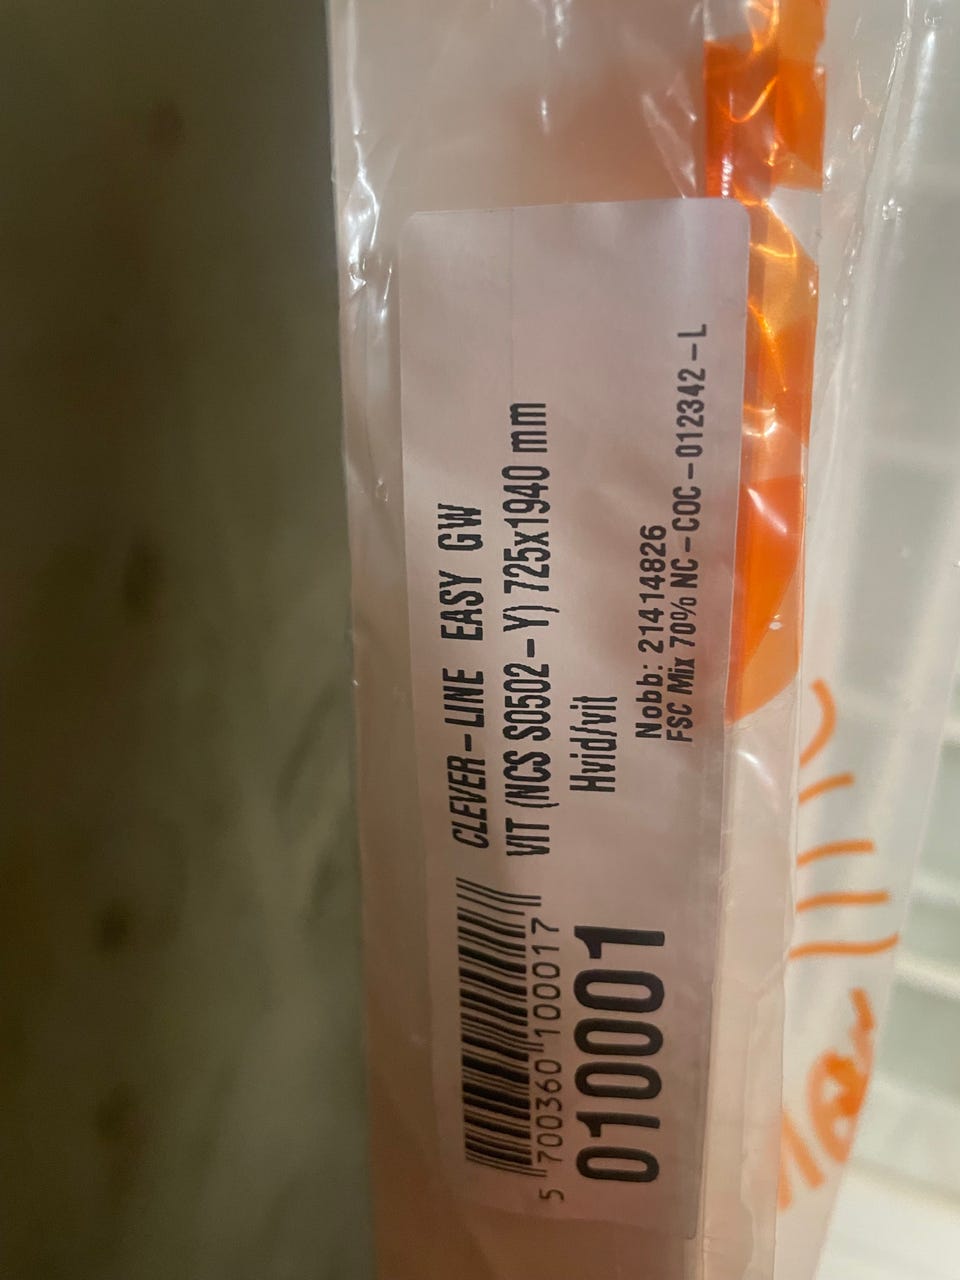 CLEVER-LINE EASY GW
VIT (NCS S0502-Y) 725x1940 mm
Hvid/vit
Nobb: 21414826
FSC Mix 70% NC-COC-012342-L
5 700360 100017
010001